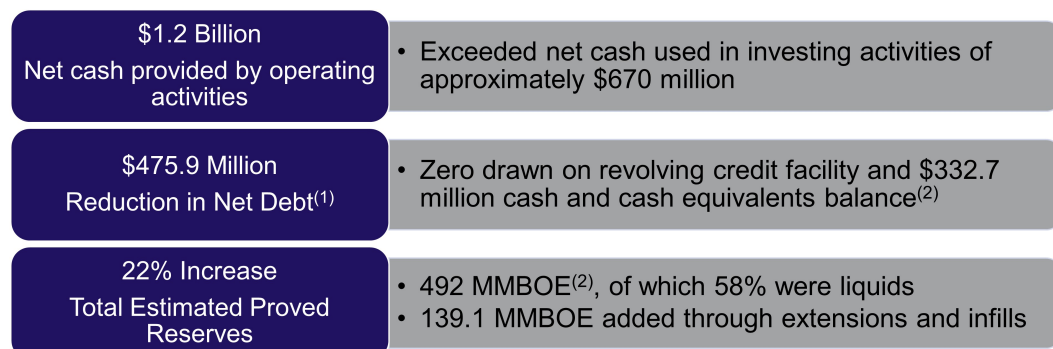 $1.2 Billion
Net cash provided by operating
activities
• Exceeded net cash used in investing activities of
approximately $670 million
$475.9 Million
Reduction in Net Debt(1)
• Zero drawn on revolving credit facility and $332.7
million cash and cash equivalents balance(2)
22% Increase
Total Estimated Proved
Reserves
• 492 MMBOE(2), of which 58% were liquids
• 139.1 MMBOE added through extensions and infills